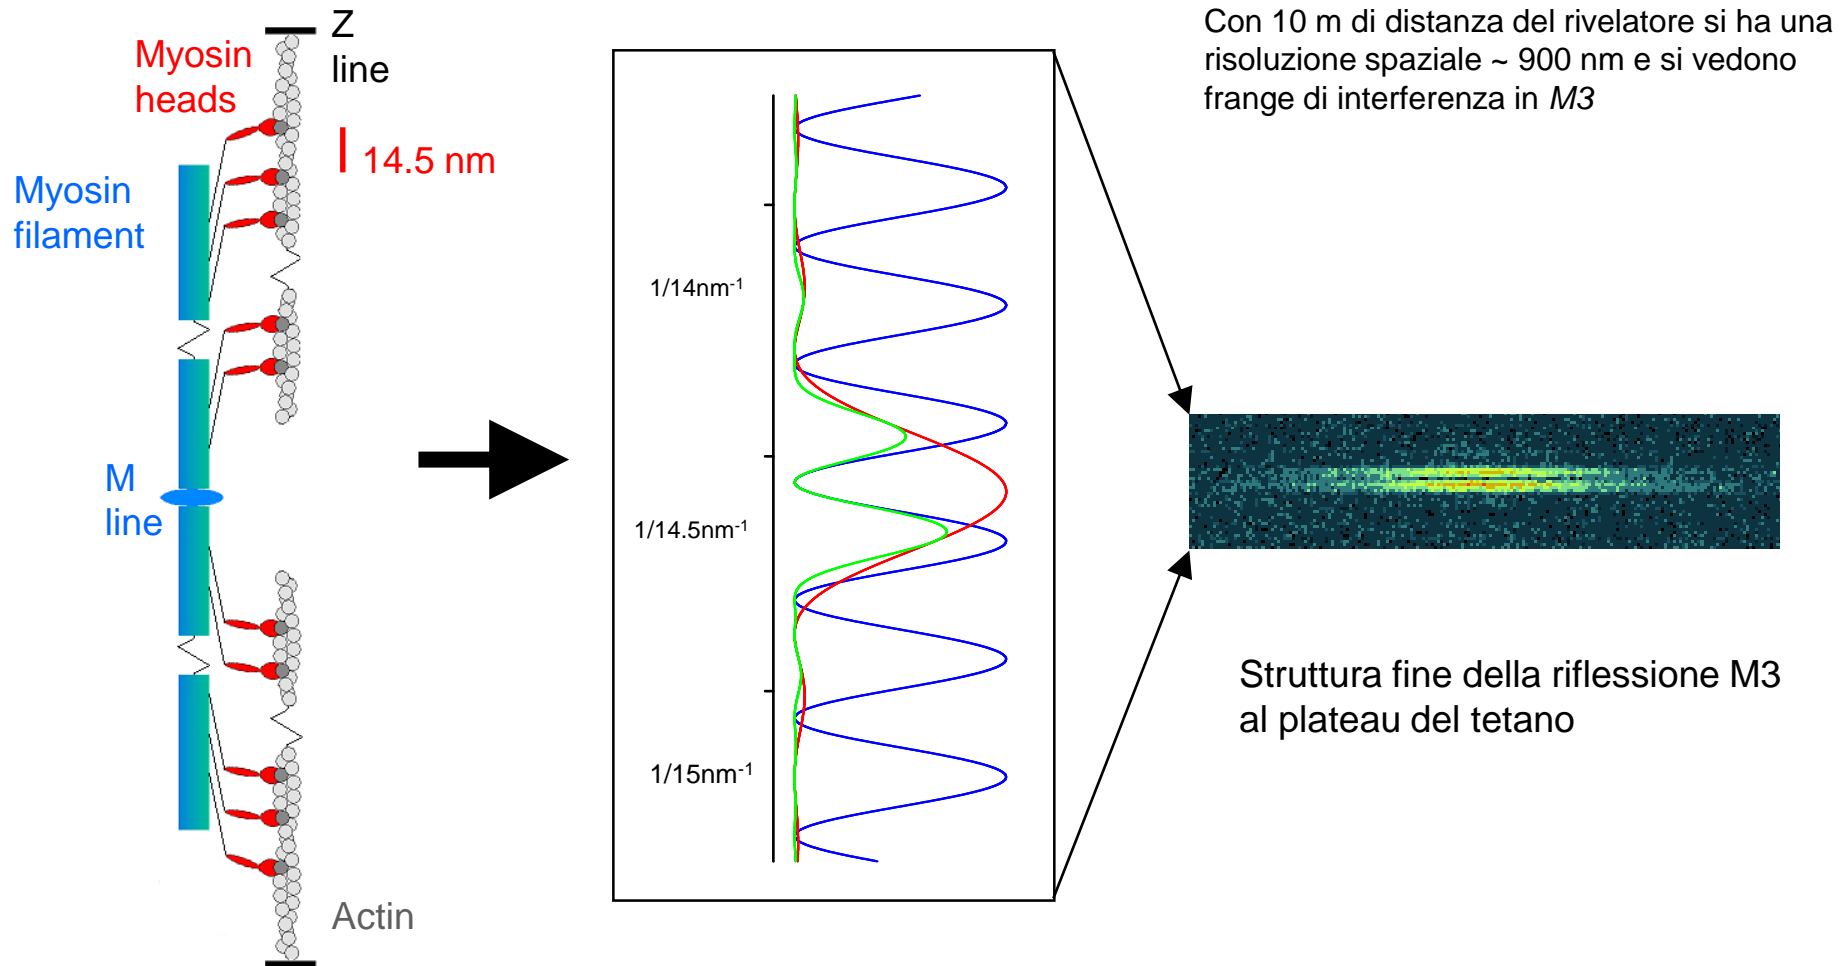 Z
line
Myosin
heads
14.5 nm
Myosin
filament
M
line
Actin
1/14nm-1
1/14.5nm-1
1/15nm-1
Con 10 m di distanza del rivelatore si ha una
risoluzione spaziale ~ 900 nm e si vedono
frange di interferenza in M3
Struttura fine della riflessione M3
al plateau del tetano